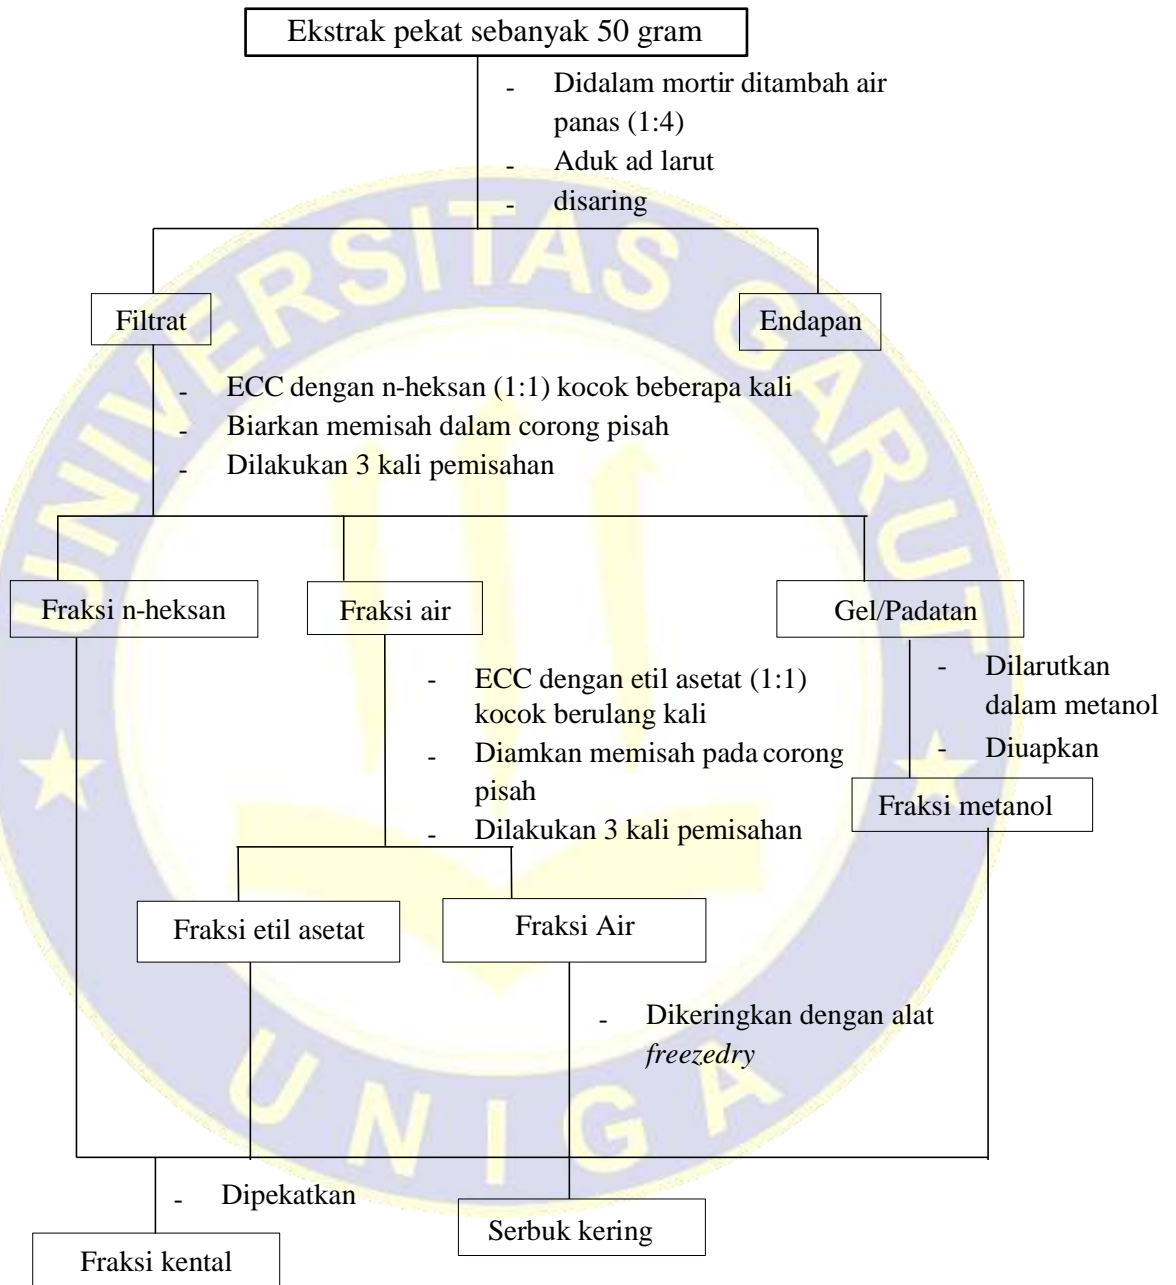 Ekstrak pekat sebanyak 50 gram
- Didalam mortir ditambah air
panas (1:4)
- Aduk ad larut
- disaring
Filtrat
Endapan
- ECC dengan n-heksan (1:1) kocok beberapa kali
- Biarkan memisah dalam corong pisah
- Dilakukan 3 kali pemisahan
Fraksi n-heksan
Fraksi air
Gel/Padatan
- ECC dengan etil asetat (1:1)
kocok berulang kali
- Diamkan memisah pada corong
pisah
- Dilakukan 3 kali pemisahan
- Dilarutkan
dalam metanol
- Diuapkan
Fraksi metanol
Fraksi etil asetat
Fraksi Air
- Dikeringkan dengan alat
freezedry
- Dipekatkan
Serbuk kering
Fraksi kental
UNIVERSITAS GARUT
UNIGA